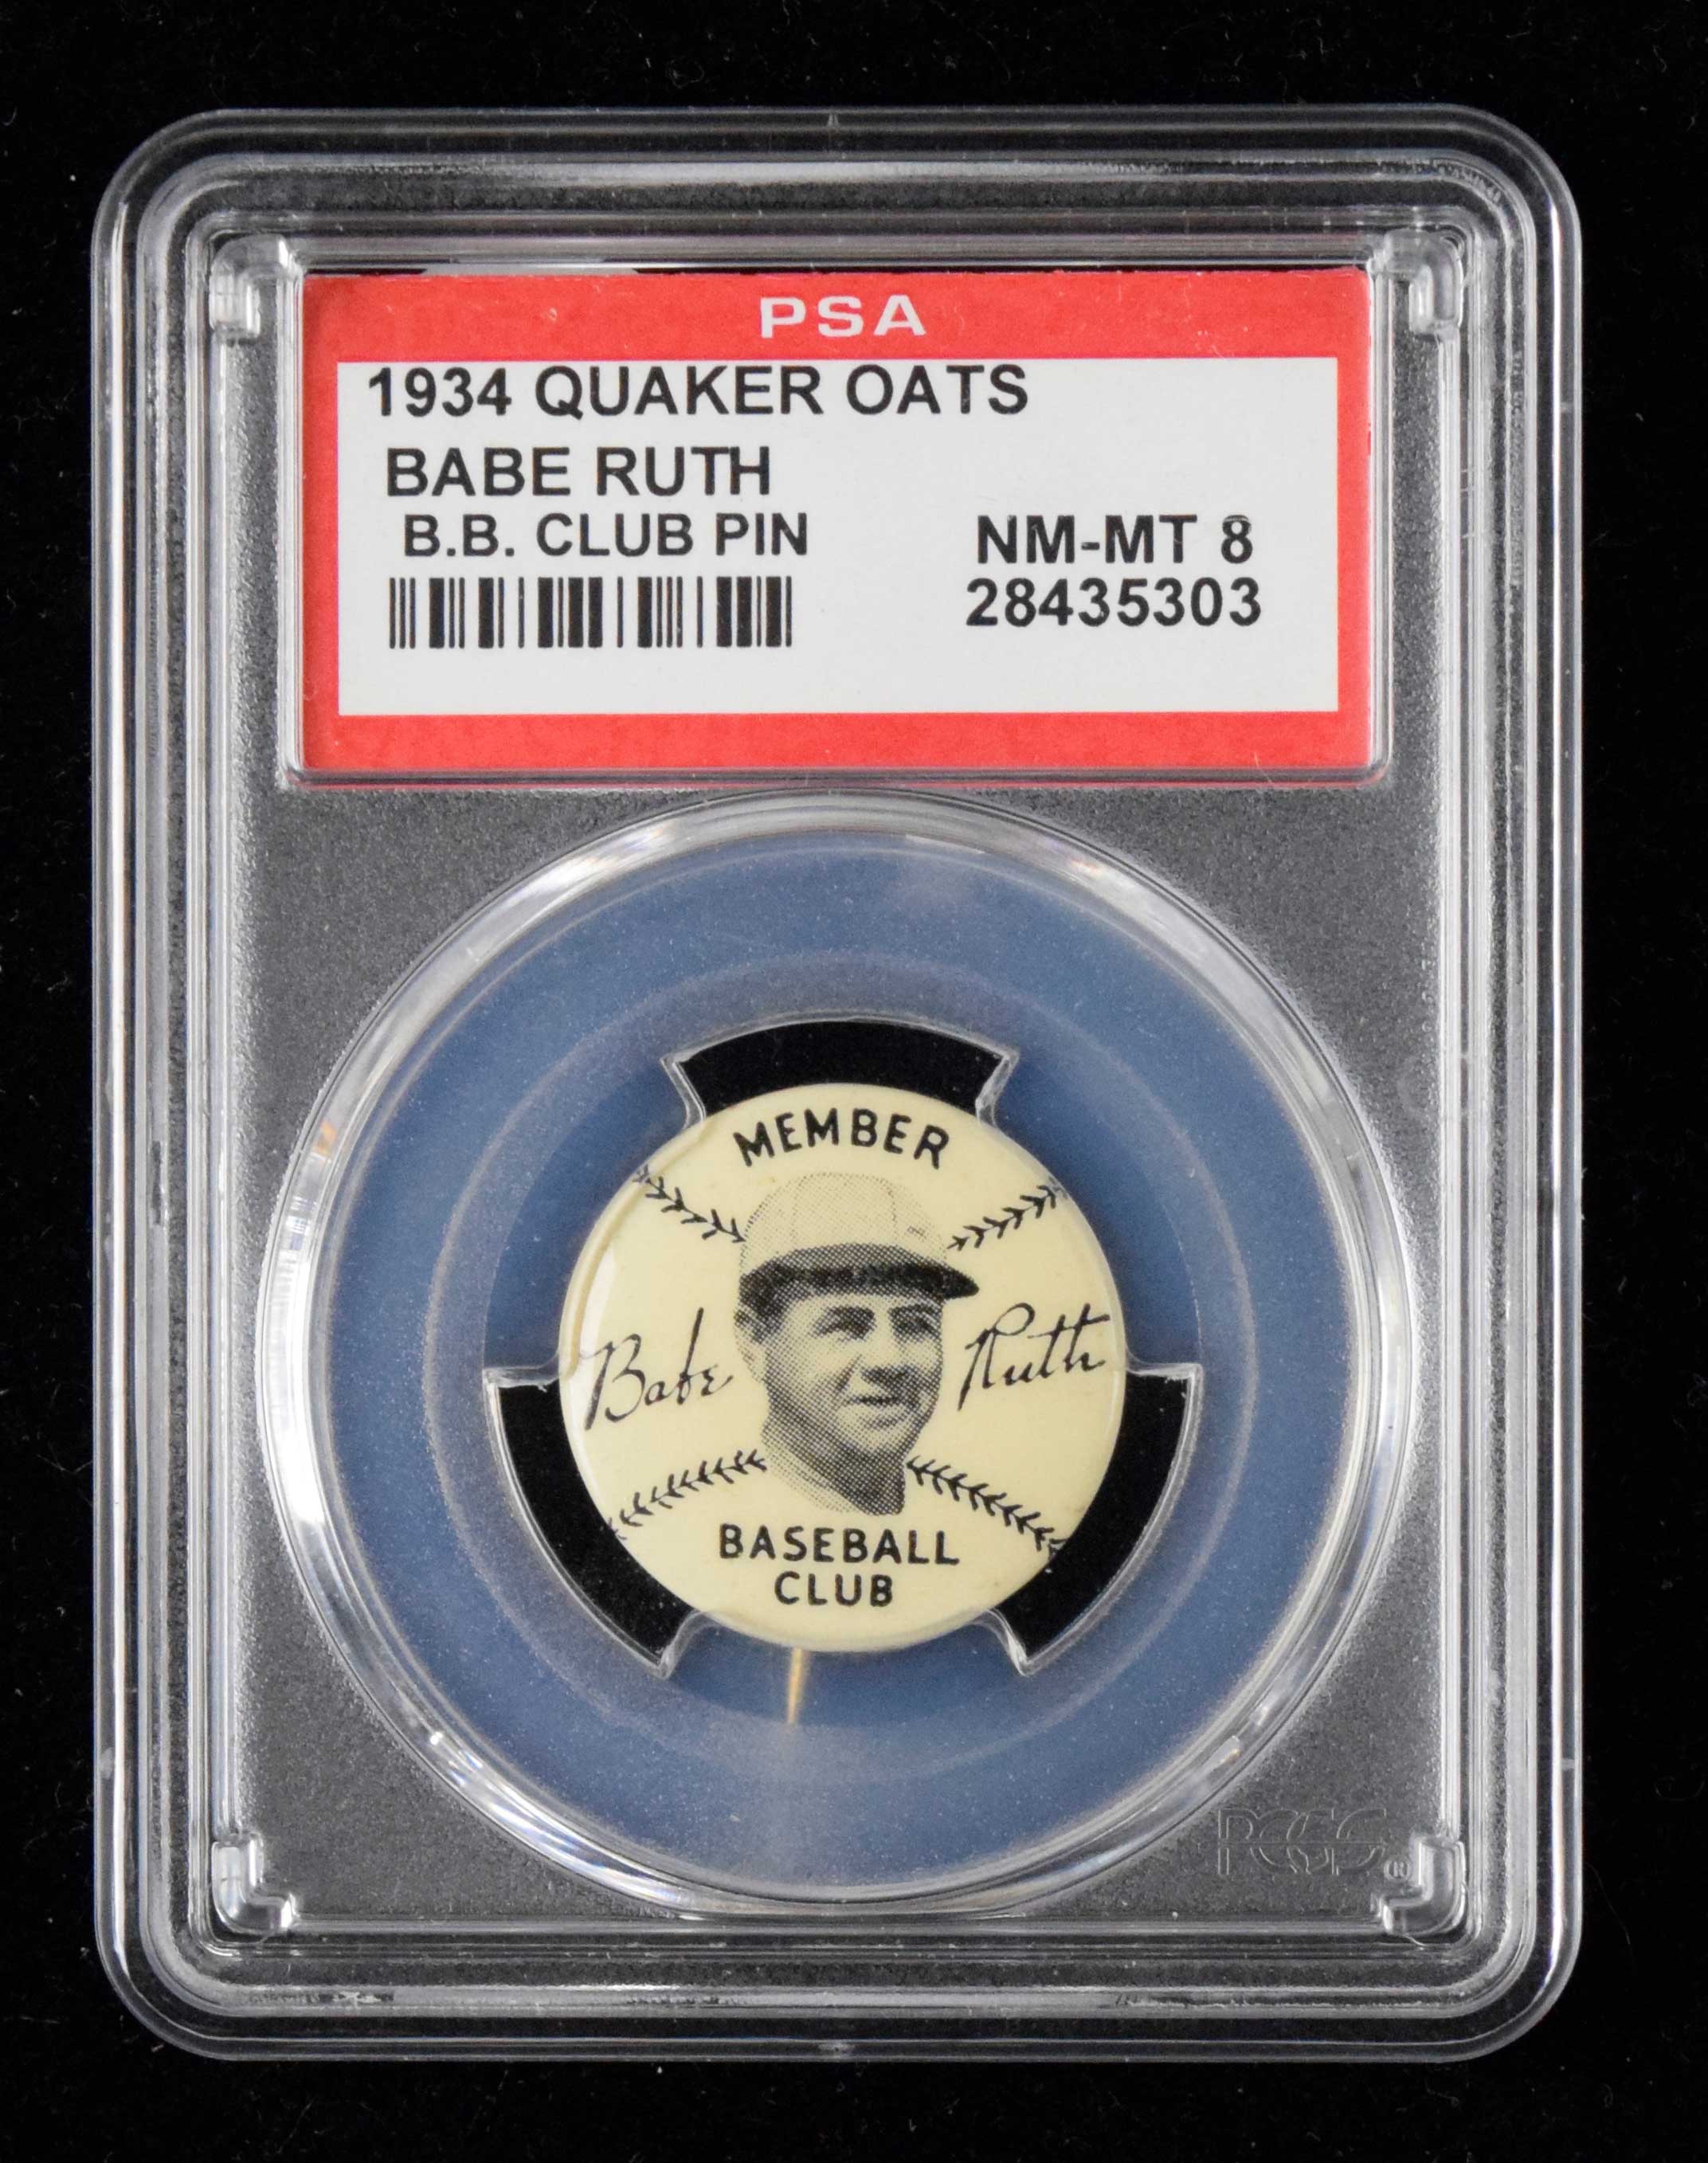 PSA
1934 QUAKER OATS
BABE RUTH
B.B. CLUB PIN
NM-MT 8
28435303
MEMBER
Babe Ruth
BASEBALL
CLUB
PCGS®